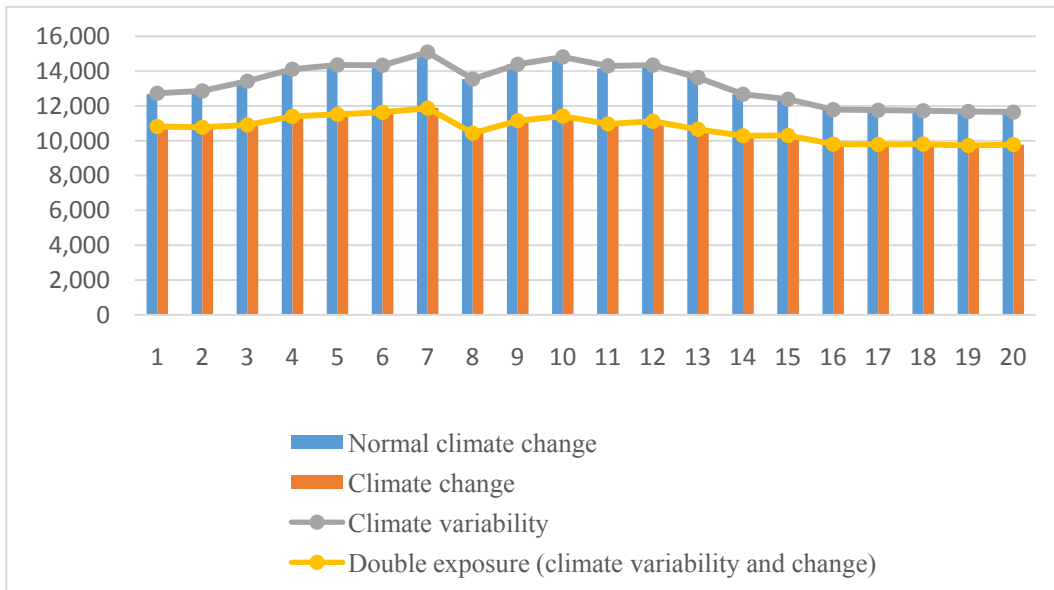 16,000
14,000
12,000
10,000
8,000
6,000
4,000
2,000
0
1 2 3 4 5 6 7 8 9 10 11 12 13 14 15 16 17 18 19 20
Normal climate change
Climate change
Climate variability
Double exposure (climate variability and change)